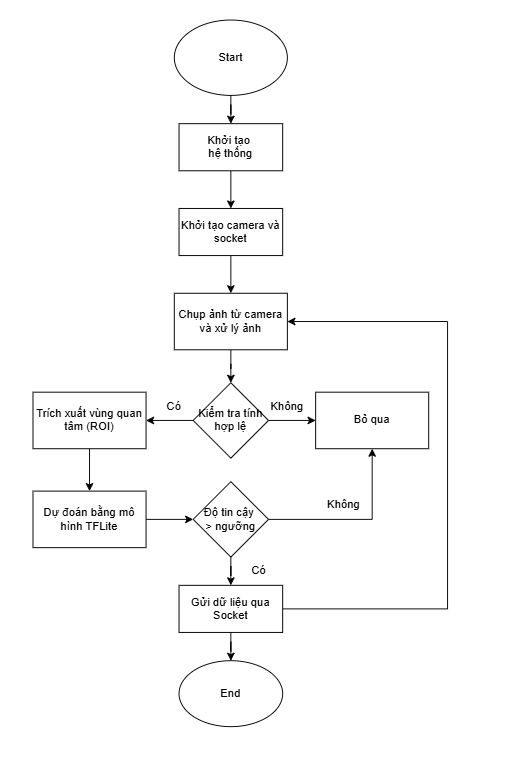 Start
Khởi tạo
hệ thống
Khởi tạo camera và
socket
Chụp ảnh từ camera
và xử lý ảnh
Có
Kiểm tra tính
hợp lệ
Không
Trích xuất vùng quan
tâm (ROI)
Bỏ qua
Dự đoán bằng mô
hình TFLite
Độ tin cậy
> ngưỡng
Không
Có
Gửi dữ liệu qua
Socket
End